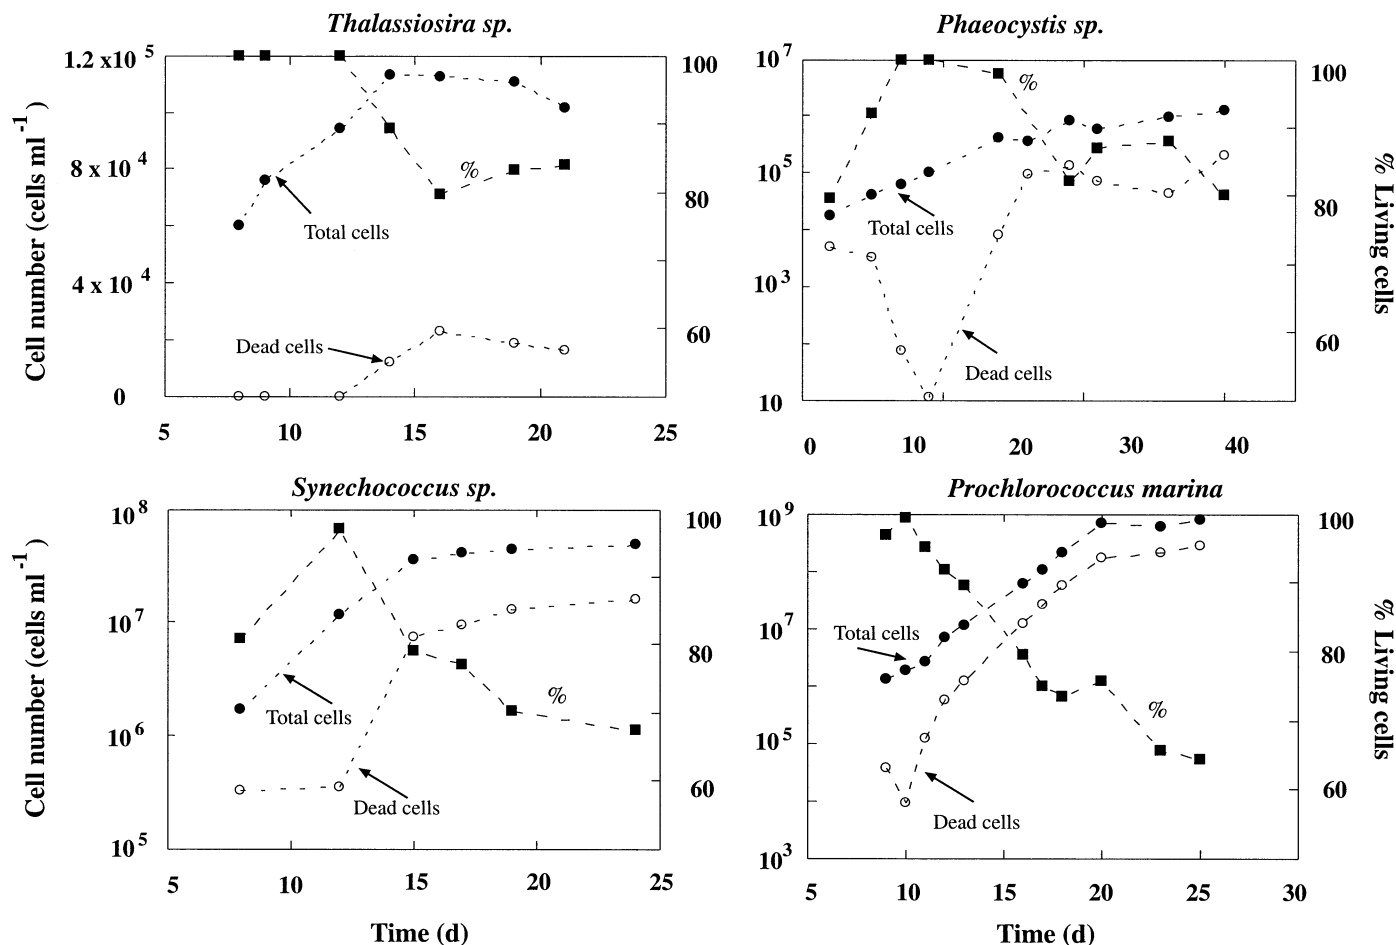 Thalassiosira sp.
Phaeocystis sp.
Cell number (cells ml -1)
1.2 x10 5
8 x 10 4
4 x 10 4
0
100
80
60
%
Total cells
Dead cells
5 10 15 20 25
10 7
10 5
10 3
10
100
80
60
%
Total cells
Dead cells
0 10 20 30 40
% Living cells
Synechococcus sp.
Prochlorococcus marina
Cell number (cells ml -1)
10 8
10 7
10 6
10 5
100
80
60
%
Total cells
Dead cells
5 10 15 20 25
Time (d)
10 9
10 7
10 5
10 3
100
80
60
%
Total cells
Dead cells
5 10 15 20 25 30
Time (d)
% Living cells